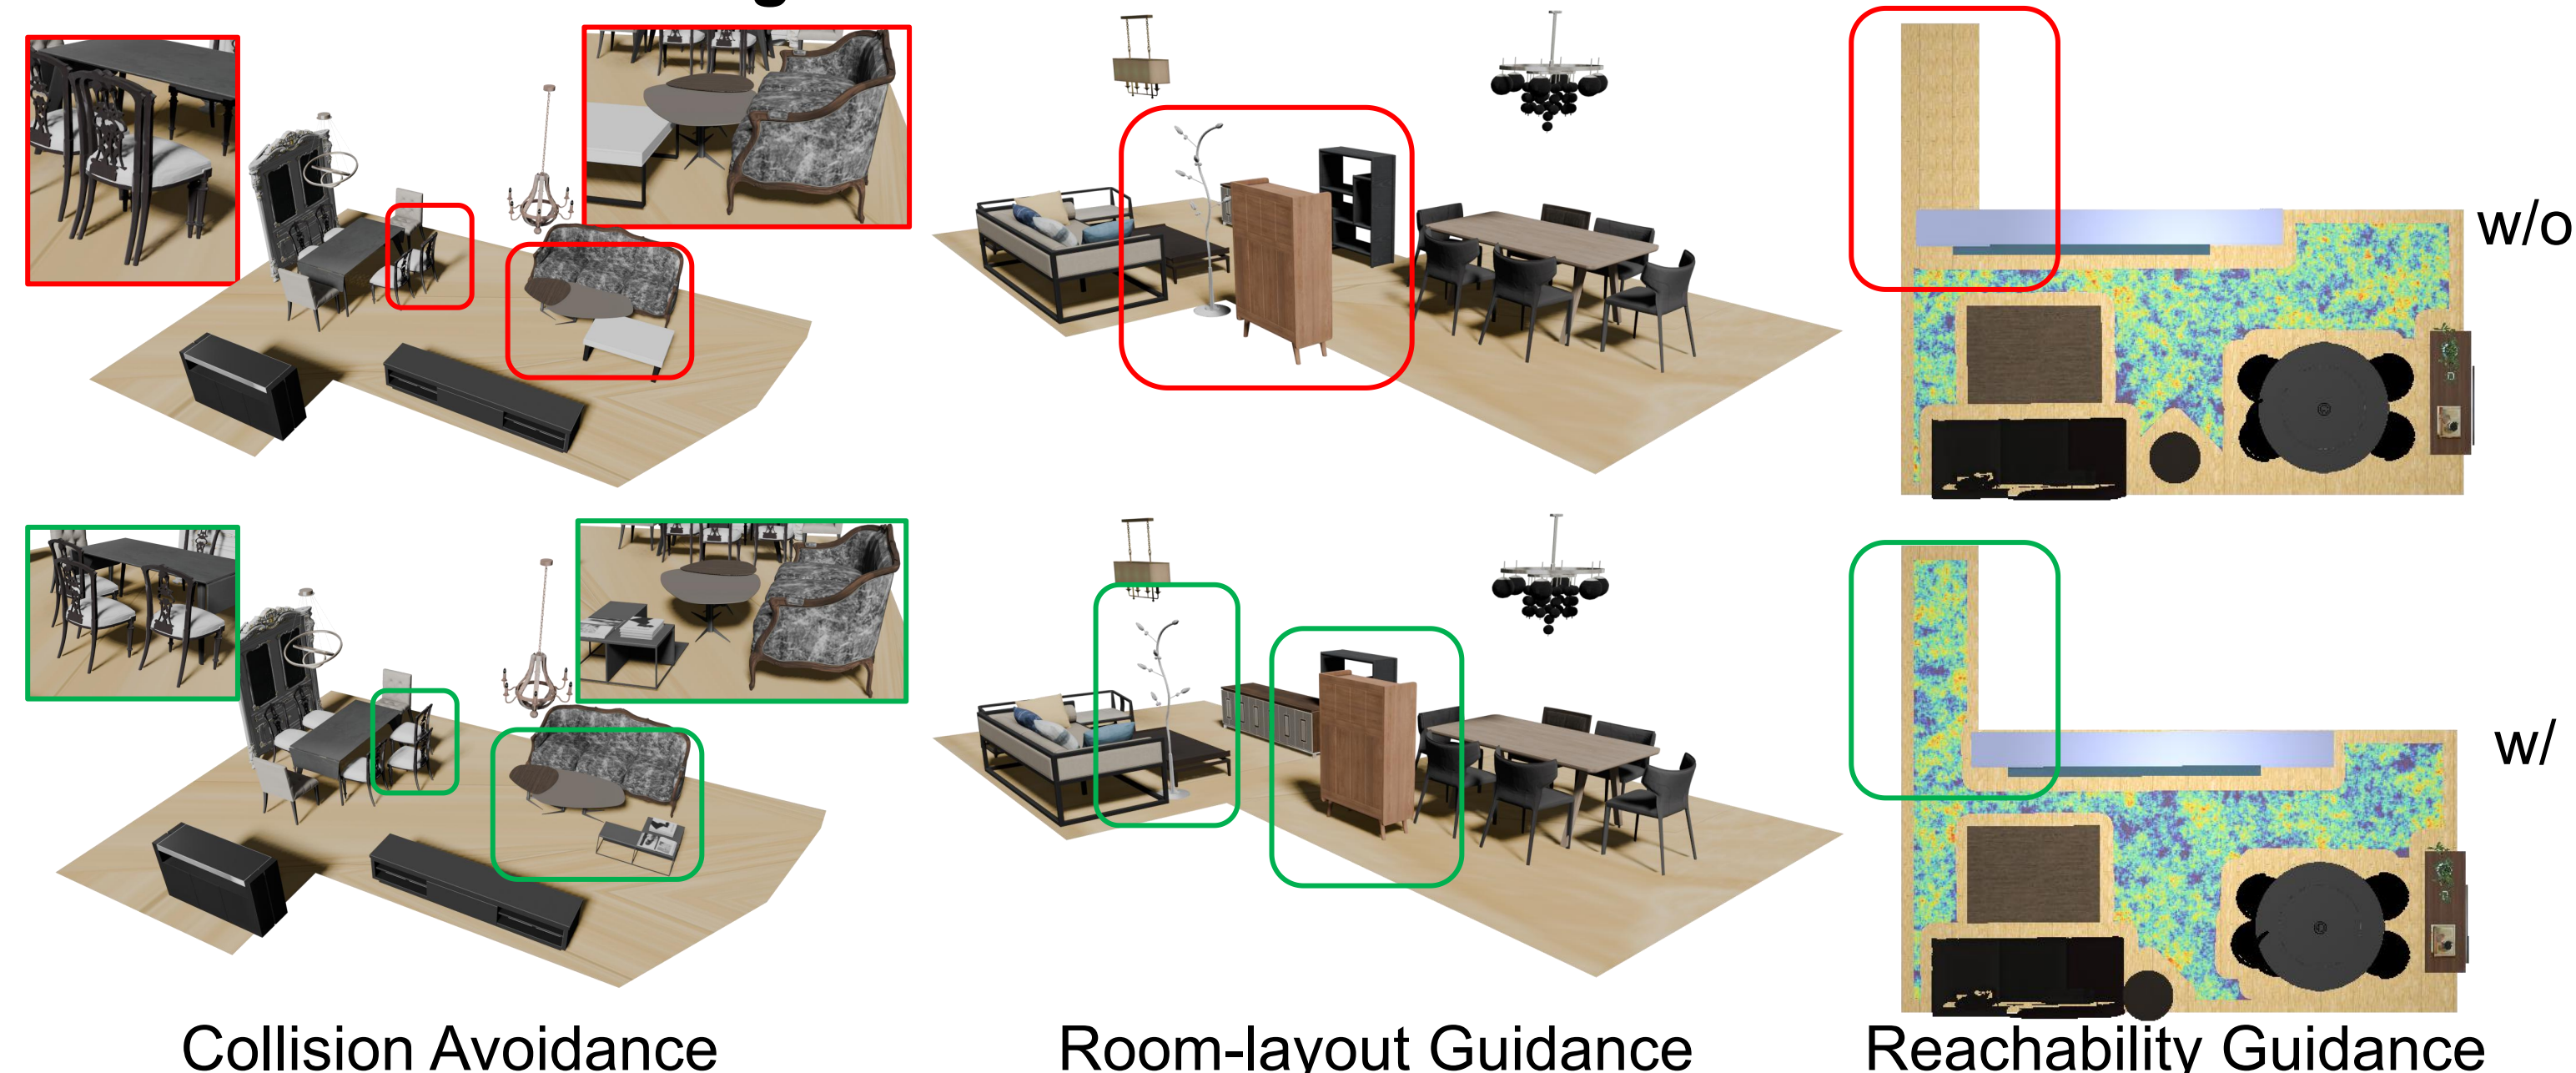 w/o
w/
Collision Avoidance
Room-layout Guidance
Reachability Guidance